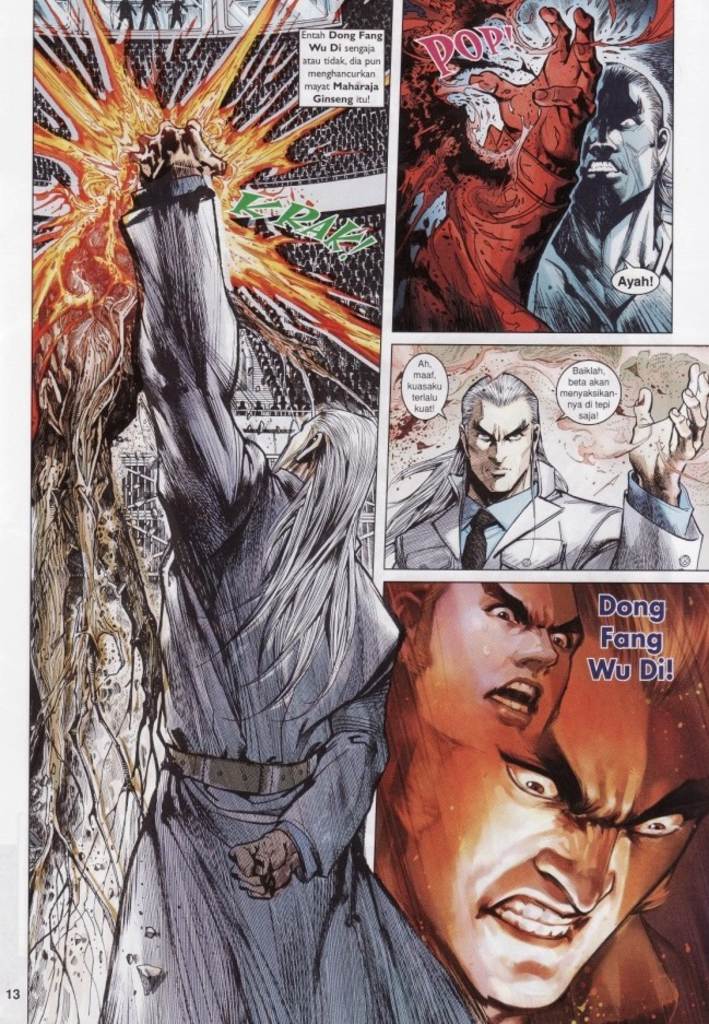 Entah Dong Fang
Wu Di sengaja
atau tidak, dia pun
menghancurkan
mayat Maharaja
Ginseng itu!
KRAK!
POP!
Ayah!
Ah,
maaf,
kuasaku
terlalu
kuat!
Baiklah,
beta akan
menyaksikan-
nya di tepi
saja!
Dong
Fang
Wu Di!
13